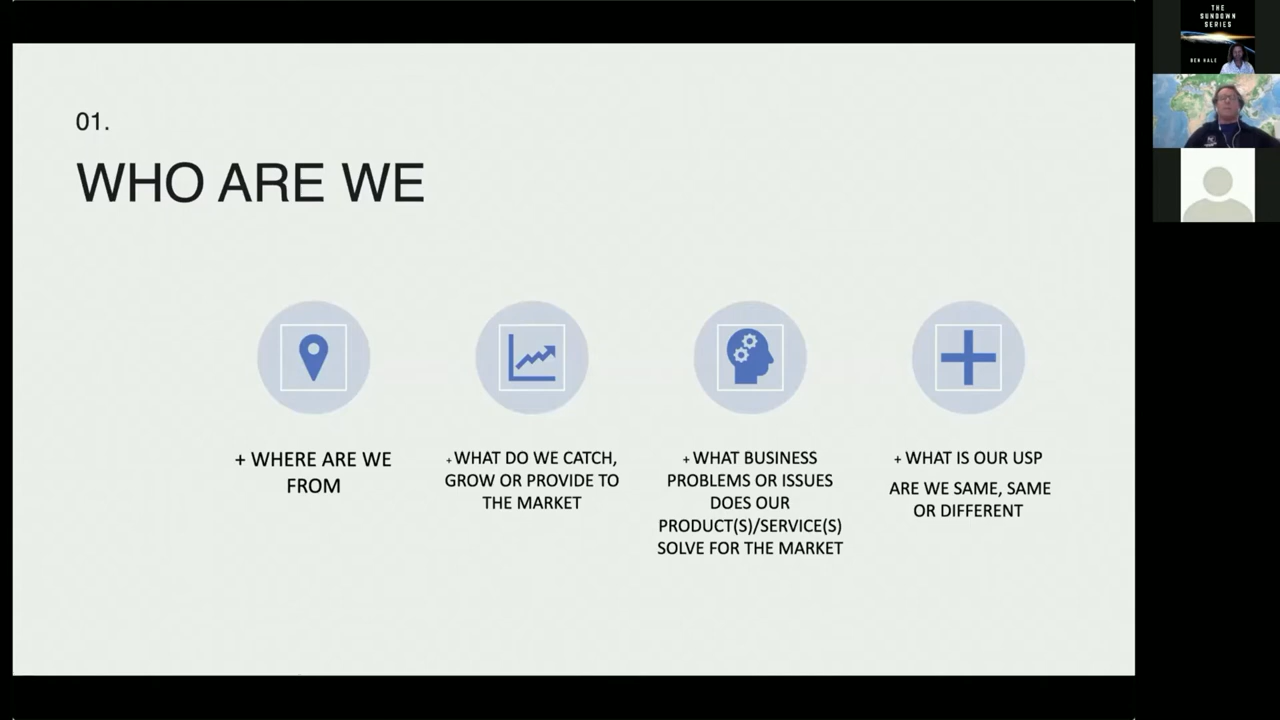 01.
WHO ARE WE
+ WHERE ARE WE
FROM
+ WHAT DO WE CATCH,
GROW OR PROVIDE TO
THE MARKET
+ WHAT BUSINESS
PROBLEMS OR ISSUES
DOES OUR
PRODUCT(S)/SERVICE(S)
SOLVE FOR THE MARKET
+ WHAT IS OUR USP
ARE WE SAME, SAME
OR DIFFERENT
THE
SUNDOWN
SERIES
BEN HALE